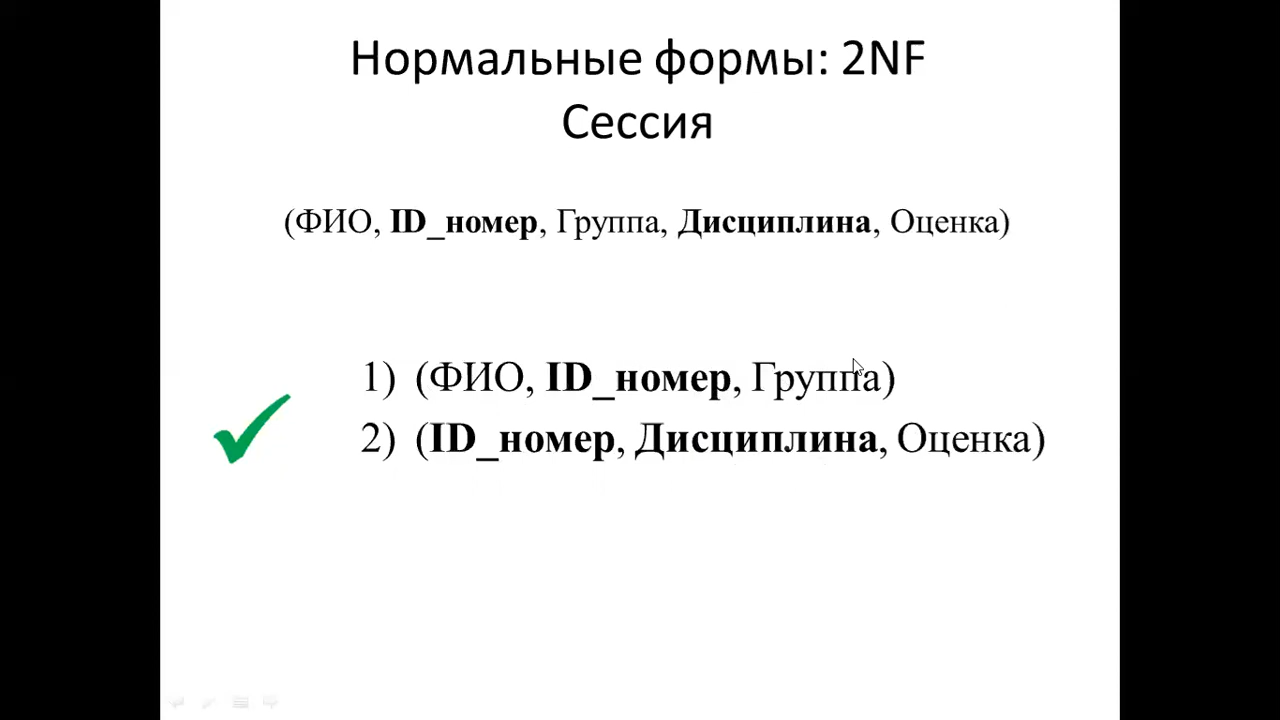 Нормальные формы: 2NF
Сессия
(ФИО, ID_номер, Группа, Дисциплина, Оценка)
1) (ФИО, ID_номер, Группа)
2) (ID_номер, Дисциплина, Оценка)